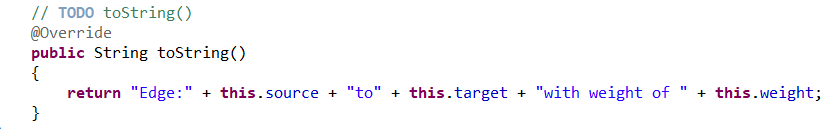 // TODO toString()
@Override
public String toString()
{
return "Edge:" + this.source + "to" + this.target + "with weight of " + this.weight;
}